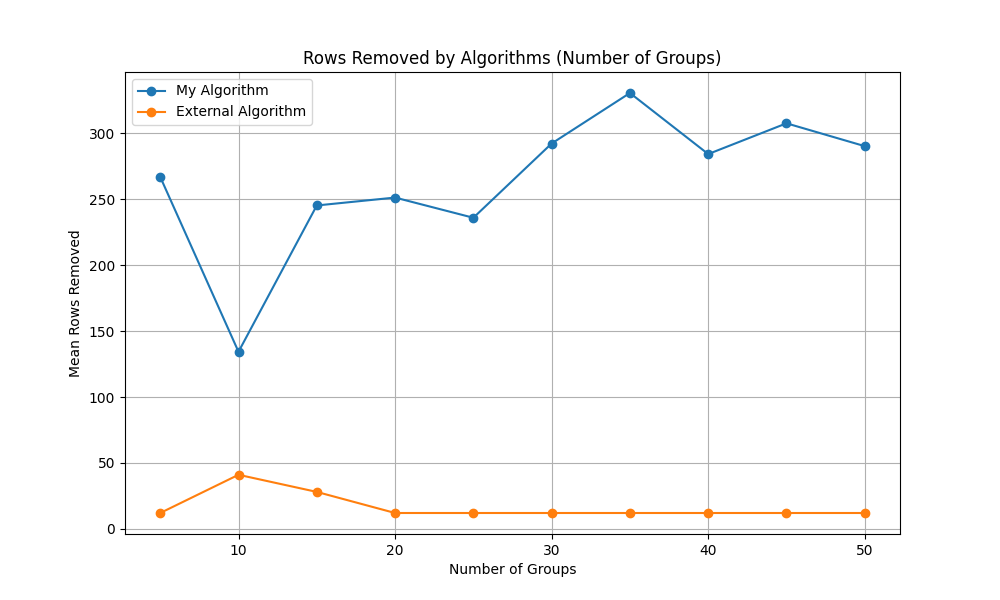 Rows Removed by Algorithms (Number of Groups)
My Algorithm
External Algorithm
Mean Rows Removed
300
250
200
150
100
50
0
10 20 30 40 50
Number of Groups